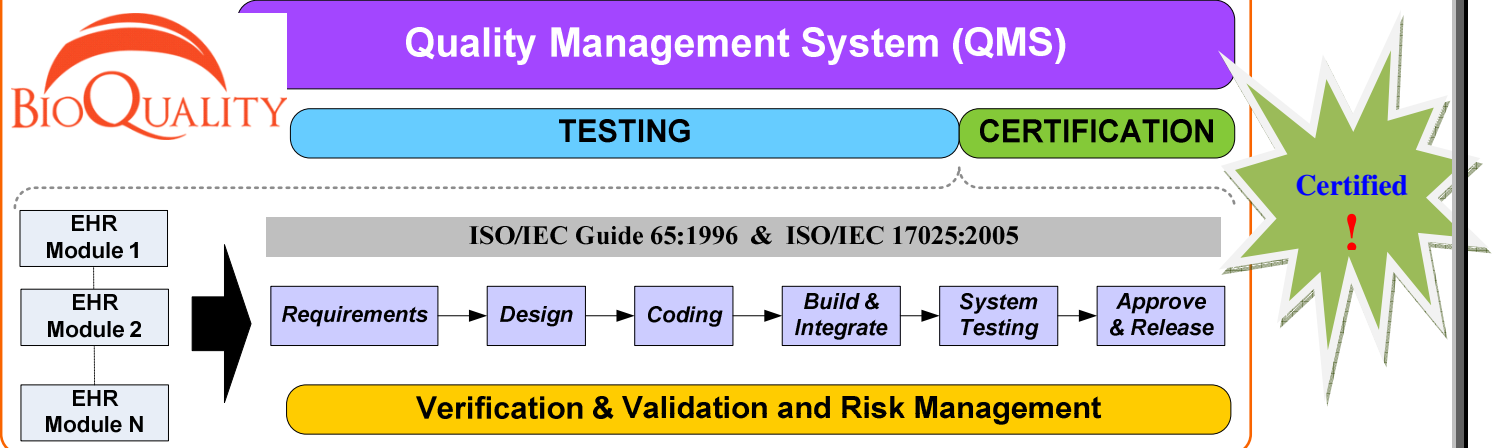 BIOQUALITY
Quality Management System (QMS)
TESTING
CERTIFICATION
Certified
!
EHR
Module 1
EHR
Module 2
EHR
Module N
ISO/IEC Guide 65:1996 & ISO/IEC 17025:2005
Requirements
Design
Coding
Build &
Integrate
System
Testing
Approve
& Release
Verification & Validation and Risk Management